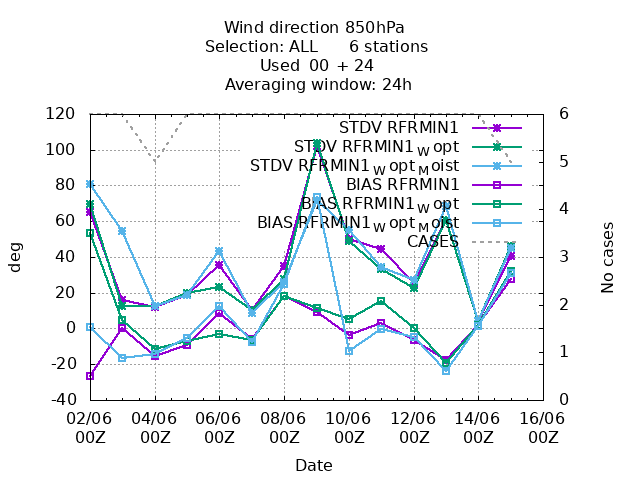 Wind direction 850hPa
Selection: ALL 6 stations
Used 00 + 24
Averaging window: 24h
120 6
STDV RFRMIN1
STDV RFRMIN1_W opt
STDV RFRMIN1_W opt_M oist
BIAS RFRMIN1
BIAS RFRMIN1_W opt
BIAS RFRMIN1_W opt_M oist
CASES
100
80
60
40
20
0
-20
-40
deg
5
4
3
2
1
0
No cases
02/06 04/06 06/06 08/06 10/06 12/06 14/06 16/06
00Z 00Z 00Z 00Z 00Z 00Z 00Z 00Z
Date